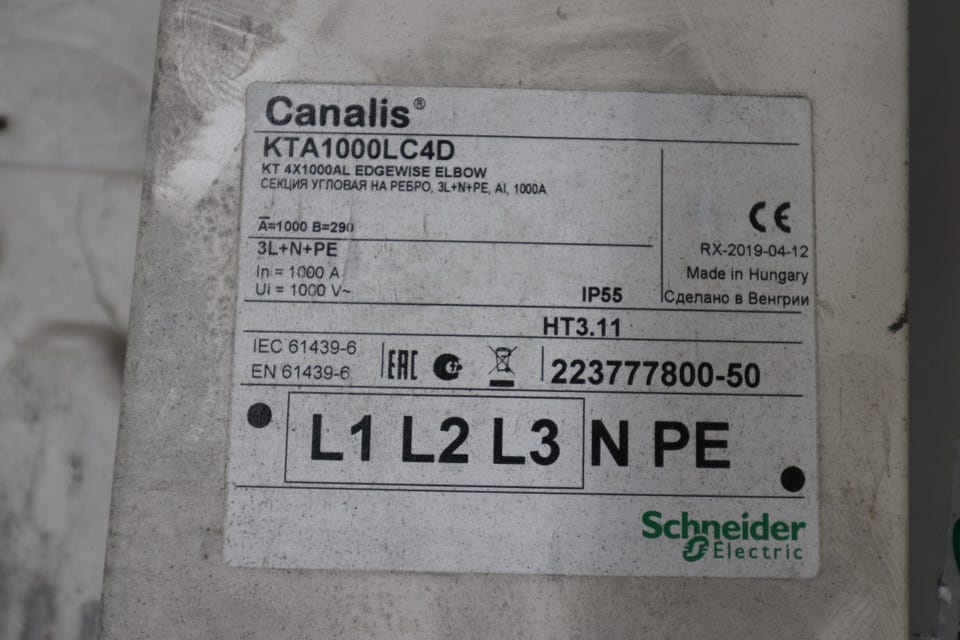 Canalis®
KTA1000LC4D
KT 4X1000AL EDGEWISE ELBOW
СЕКЦИЯ УГЛОВАЯ НА РЕБРО, 3L+N+PE, Al, 1000A
A=1000 B=290
3L+N+PE
In = 1000 A
Ui = 1000 V~
IP55
CE
RX-2019-04-12
Made in Hungary
Сделано в Венгрии
HT3.11
IEC 61439-6
EN 61439-6
EAC
223777800-50
L1 L2 L3 N PE
Schneider
Electric